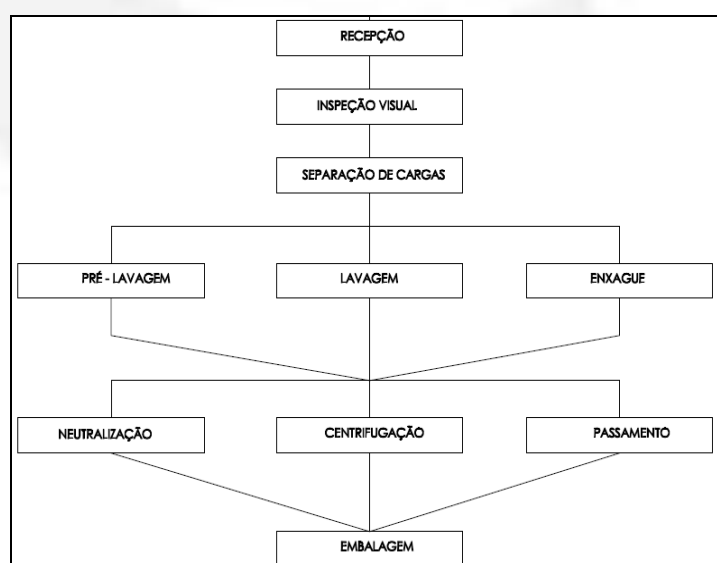 RECEPÇÃO
INSPEÇÃO VISUAL
SEPARAÇÃO DE CARGAS
PRÉ - LAVAGEM
LAVAGEM
ENXAGUE
NEUTRALIZAÇÃO
CENTRIFUGAÇÃO
PASSAMENTO
EMBALAGEM